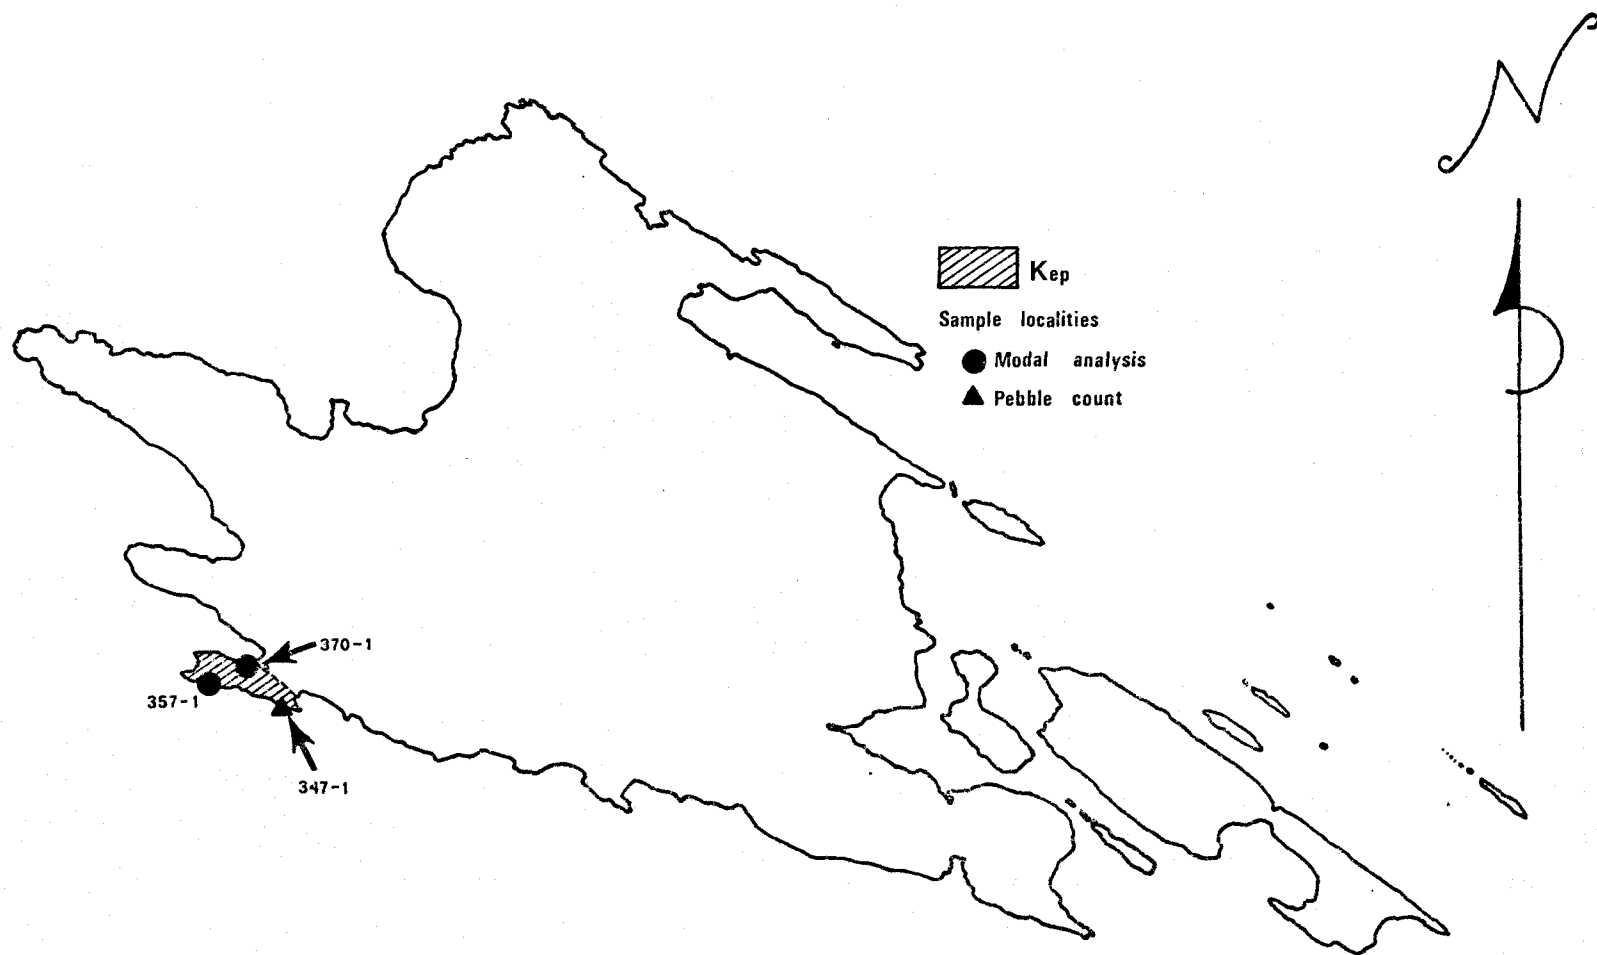 N
Kep
Sample localities
Modal analysis
Pebble count
370-1
357-1
347-1